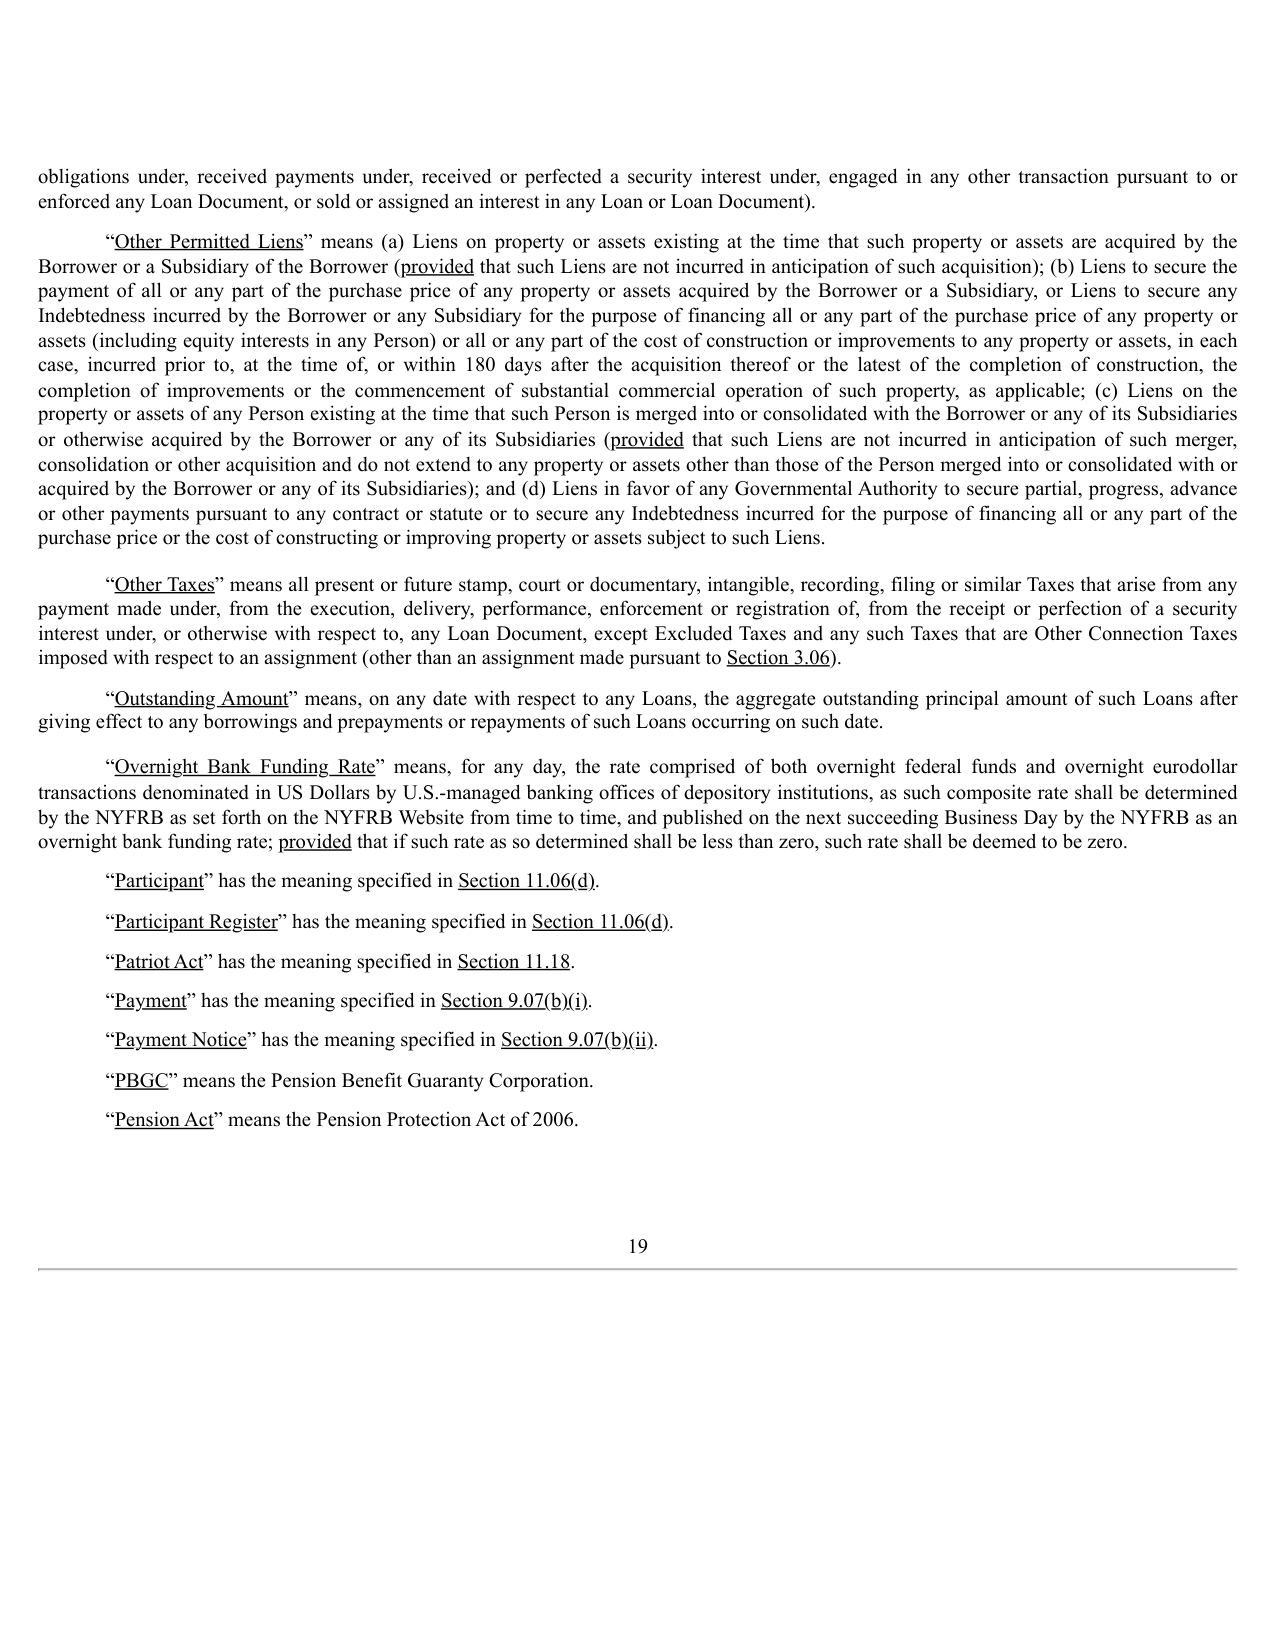 obligations under, received payments under, received or perfected a security interest under, engaged in any other transaction pursuant to or
enforced any Loan Document, or sold or assigned an interest in any Loan or Loan Document).
“Other Permitted Liens” means (a) Liens on property or assets existing at the time that such property or assets are acquired by the
Borrower or a Subsidiary of the Borrower (provided that such Liens are not incurred in anticipation of such acquisition); (b) Liens to secure the
payment of all or any part of the purchase price of any property or assets acquired by the Borrower or a Subsidiary, or Liens to secure any
Indebtedness incurred by the Borrower or any Subsidiary for the purpose of financing all or any part of the purchase price of any property or
assets (including equity interests in any Person) or all or any part of the cost of construction or improvements to any property or assets, in each
case, incurred prior to, at the time of, or within 180 days after the acquisition thereof or the latest of the completion of construction, the
completion of improvements or the commencement of substantial commercial operation of such property, as applicable; (c) Liens on the
property or assets of any Person existing at the time that such Person is merged into or consolidated with the Borrower or any of its Subsidiaries
or otherwise acquired by the Borrower or any of its Subsidiaries (provided that such Liens are not incurred in anticipation of such merger,
consolidation or other acquisition and do not extend to any property or assets other than those of the Person merged into or consolidated with or
acquired by the Borrower or any of its Subsidiaries); and (d) Liens in favor of any Governmental Authority to secure partial, progress, advance
or other payments pursuant to any contract or statute or to secure any Indebtedness incurred for the purpose of financing all or any part of the
purchase price or the cost of constructing or improving property or assets subject to such Liens.
“Other Taxes” means all present or future stamp, court or documentary, intangible, recording, filing or similar Taxes that arise from any
payment made under, from the execution, delivery, performance, enforcement or registration of, from the receipt or perfection of a security
interest under, or otherwise with respect to, any Loan Document, except Excluded Taxes and any such Taxes that are Other Connection Taxes
imposed with respect to an assignment (other than an assignment made pursuant to Section 3.06).
“Outstanding Amount” means, on any date with respect to any Loans, the aggregate outstanding principal amount of such Loans after
giving effect to any borrowings and prepayments or repayments of such Loans occurring on such date.
“Overnight Bank Funding Rate” means, for any day, the rate comprised of both overnight federal funds and overnight eurodollar
transactions denominated in US Dollars by U.S.-managed banking offices of depository institutions, as such composite rate shall be determined
by the NYFRB as set forth on the NYFRB Website from time to time, and published on the next succeeding Business Day by the NYFRB as an
overnight bank funding rate; provided that if such rate as so determined shall be less than zero, such rate shall be deemed to be zero.
“Participant” has the meaning specified in Section 11.06(d).
“Participant Register” has the meaning specified in Section 11.06(d).
“Patriot Act” has the meaning specified in Section 11.18.
“Payment” has the meaning specified in Section 9.07(b)(i).
“Payment Notice” has the meaning specified in Section 9.07(b)(ii).
“PBGC” means the Pension Benefit Guaranty Corporation.
“Pension Act” means the Pension Protection Act of 2006.
19